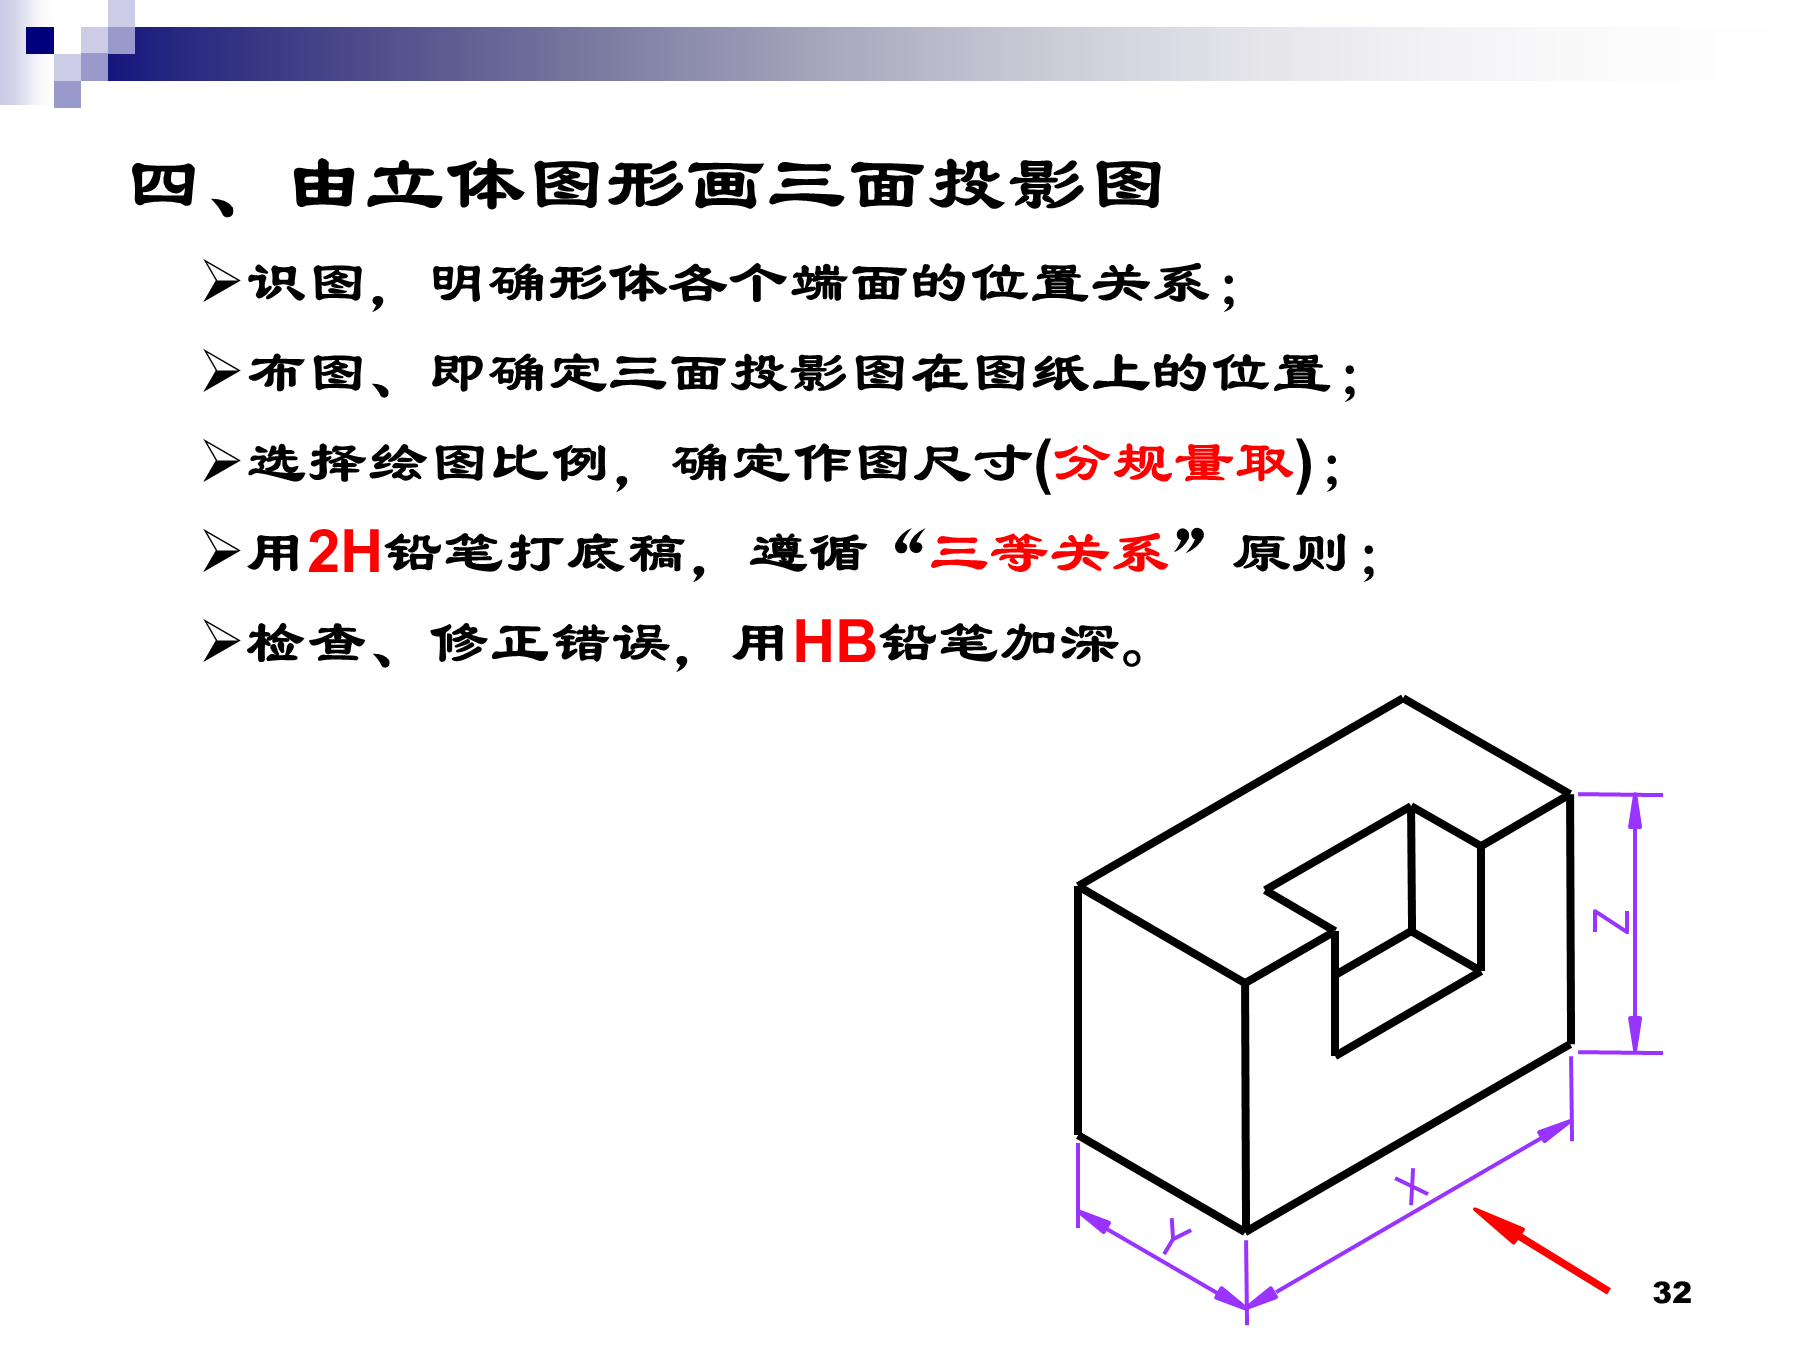 四、由立体图形画三面投影图
识图，明确形体各个端面的位置关系；
布图、即确定三面投影图在图纸上的位置；
选择绘图比例，确定作图尺寸(分规量取)；
用2H铅笔打底稿，遵循“三等关系”原则；
检查、修正错误，用HB铅笔加深。
Z
X
Y
32